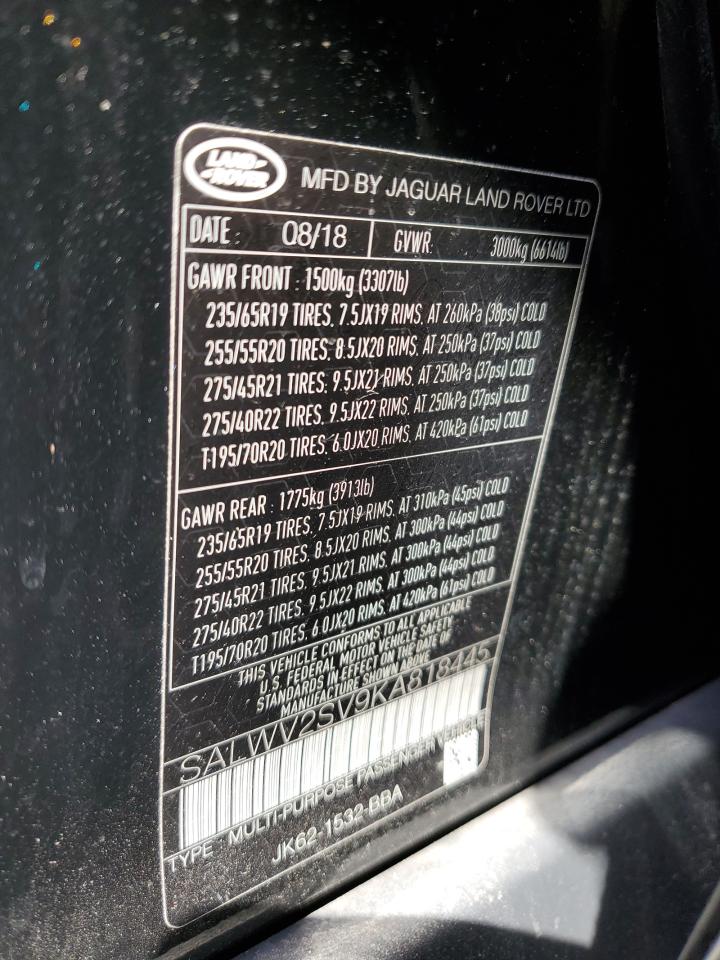 LAND ROVER
MFD BY JAGUAR LAND ROVER LTD
DATE : 08/18 GVWR 3000kg (6614lb)
GAWR FRONT : 1500kg (3307lb)
235/65R19 TIRES, 7.5JX19 RIMS, AT 260kPa (38psi) COLD
255/55R20 TIRES, 8.5JX20 RIMS, AT 250kPa (37psi) COLD
275/45R21 TIRES, 9.5JX21 RIMS, AT 250kPa (37psi) COLD
275/40R22 TIRES, 9.5JX22 RIMS, AT 250kPa (37psi) COLD
T195/70R20 TIRES, 6.0JX20 RIMS, AT 420kPa (61psi) COLD
GAWR REAR : 1775kg (3913lb)
235/65R19 TIRES, 7.5JX19 RIMS, AT 310kPa (45psi) COLD
255/55R20 TIRES, 8.5JX20 RIMS, AT 300kPa (44psi) COLD
275/45R21 TIRES, 9.5JX21 RIMS, AT 300kPa (44psi) COLD
275/40R22 TIRES, 9.5JX22 RIMS, AT 300kPa (44psi) COLD
T195/70R20 TIRES, 6.0JX20 RIMS, AT 420kPa (61psi) COLD
THIS VEHICLE CONFORMS TO ALL APPLICABLE
U.S. FEDERAL MOTOR VEHICLE SAFETY
STANDARDS IN EFFECT ON THE DATE OF
MANUFACTURE SHOWN ABOVE
SALWV2SV9KA818445
TYPE : MULTI-PURPOSE PASSENGER VEHICLE
JK62-1532-BBA